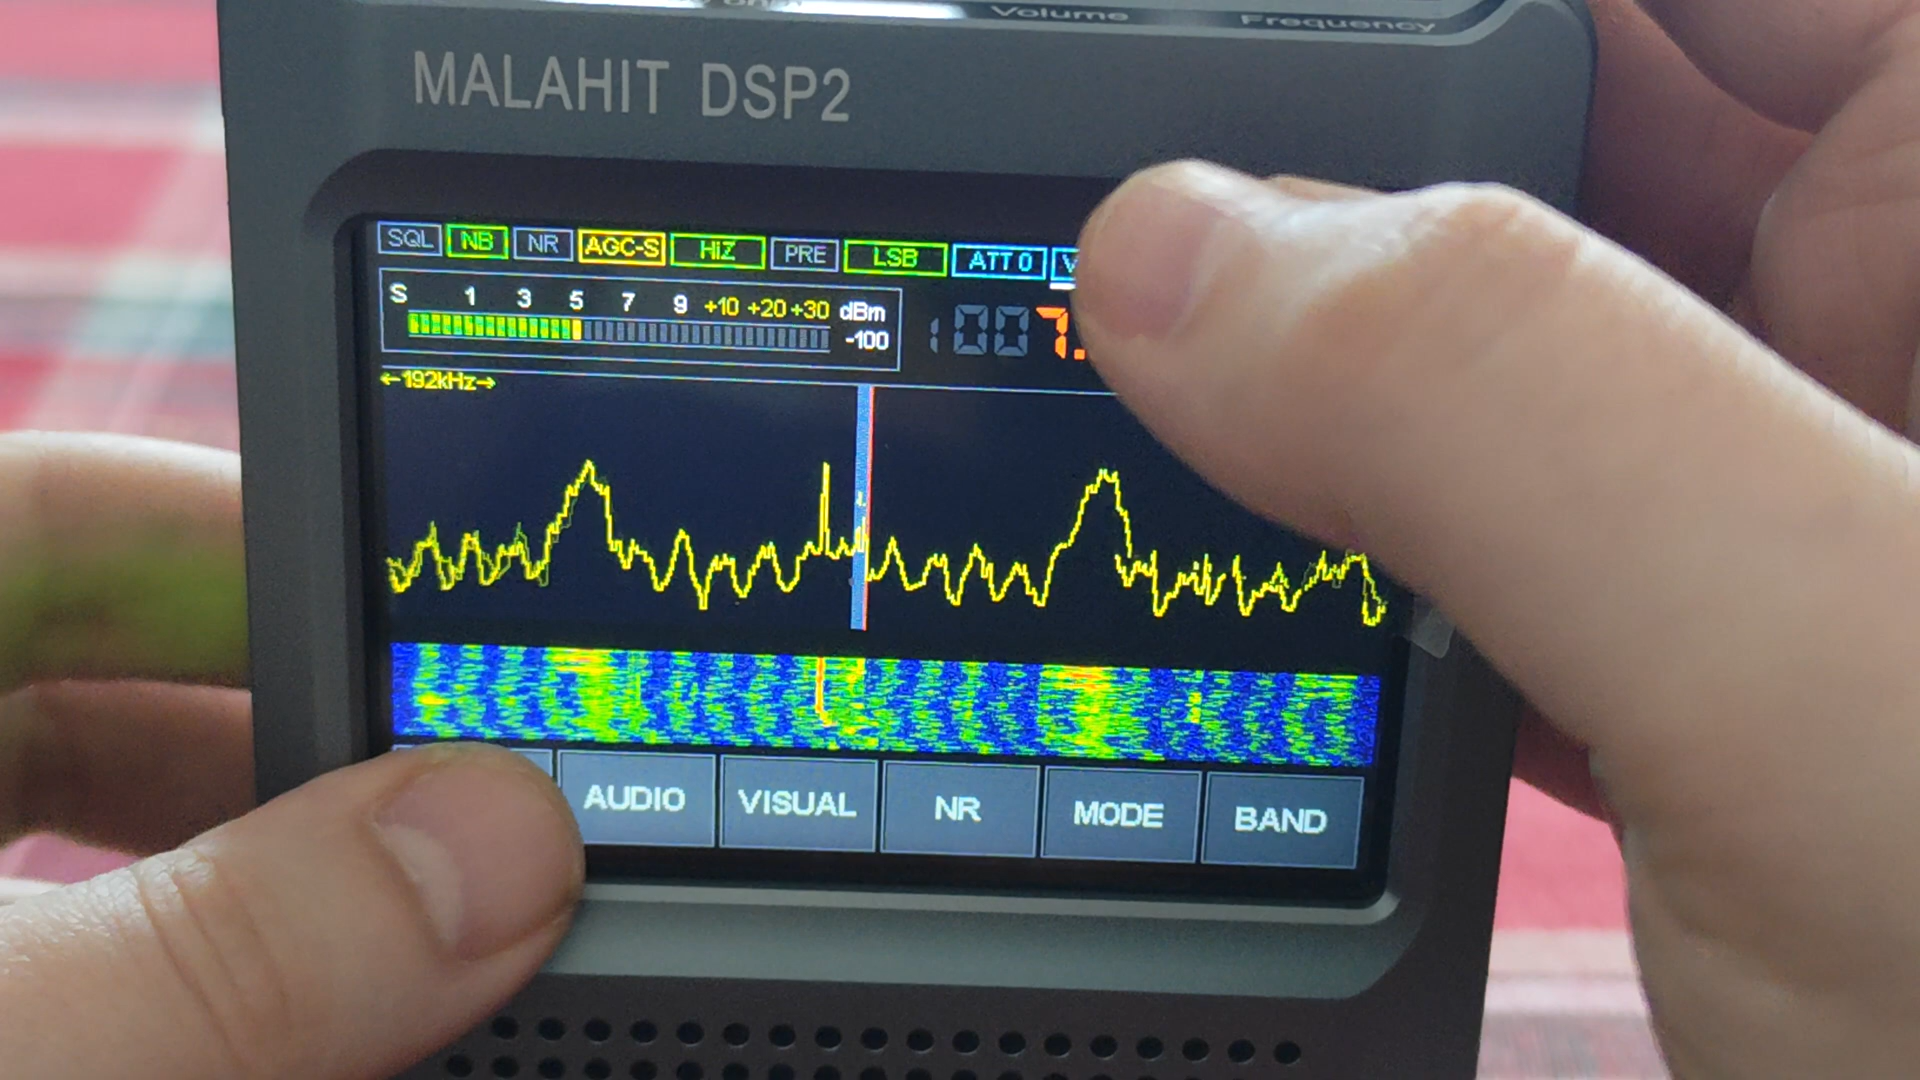 Volume Frequency
MALAHIT DSP2
SQL NB NR AGC-S HiZ PRE LSB ATT 0 V
S 1 3 5 7 9 +10 +20 +30 dBm
-100
1007.
←192kHz→
AUDIO VISUAL NR MODE BAND